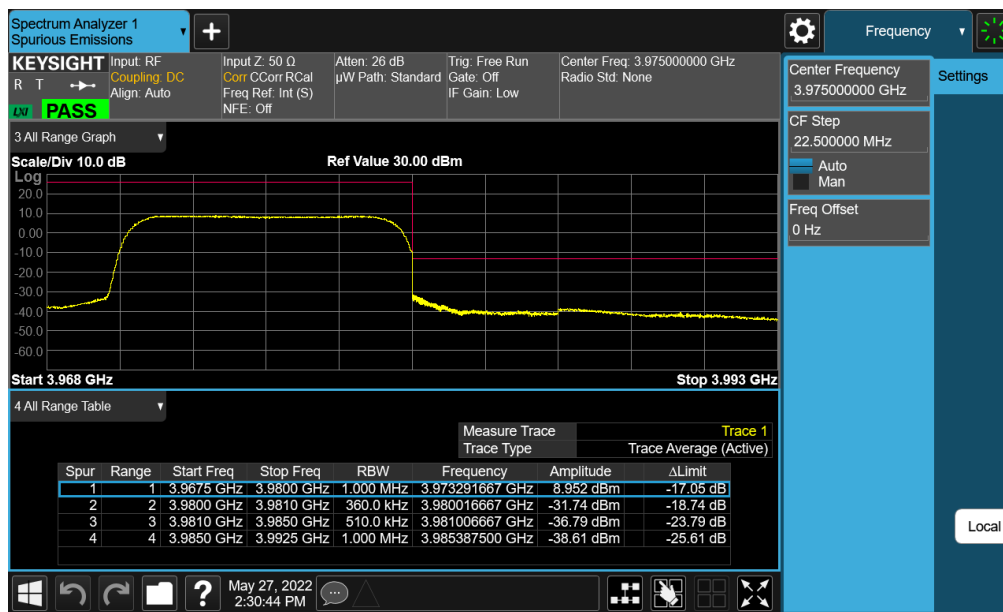 Spectrum Analyzer 1
Spurious Emissions
Frequency
KEYSIGHT
R T
LXI PASS
Input: RF
Coupling: DC
Align: Auto
Input Z: 50 Ω
Corr CCorr RCal
Freq Ref: Int (S)
NFE: Off
Atten: 26 dB
µW Path: Standard
Trig: Free Run
Gate: Off
IF Gain: Low
Center Freq: 3.975000000 GHz
Radio Std: None
Center Frequency
3.975000000 GHz
Settings
CF Step
22.500000 MHz
Auto
Man
Freq Offset
0 Hz
Local
3 All Range Graph
Scale/Div 10.0 dB
Ref Value 30.00 dBm
Log
20.0
10.0
0.00
-10.0
-20.0
-30.0
-40.0
-50.0
-60.0
Start 3.968 GHz
Stop 3.993 GHz
4 All Range Table
Measure Trace Trace 1
Trace Type Trace Average (Active)
Spur Range Start Freq Stop Freq RBW Frequency Amplitude ΔLimit
1 1 3.9675 GHz 3.9800 GHz 1.000 MHz 3.973291667 GHz 8.952 dBm -17.05 dB
2 2 3.9800 GHz 3.9810 GHz 360.0 kHz 3.980016667 GHz -31.74 dBm -18.74 dB
3 3 3.9810 GHz 3.9850 GHz 510.0 kHz 3.981006667 GHz -36.79 dBm -23.79 dB
4 4 3.9850 GHz 3.9925 GHz 1.000 MHz 3.985387500 GHz -38.61 dBm -25.61 dB
?
May 27, 2022
2:30:44 PM